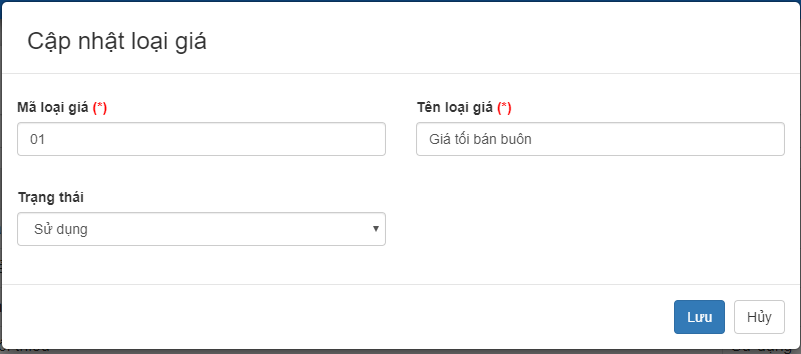 Cập nhật loại giá
Mã loại giá (*)
Tên loại giá (*)
01
Giá tối bán buôn
Trạng thái
Sử dụng
Lưu
Hủy